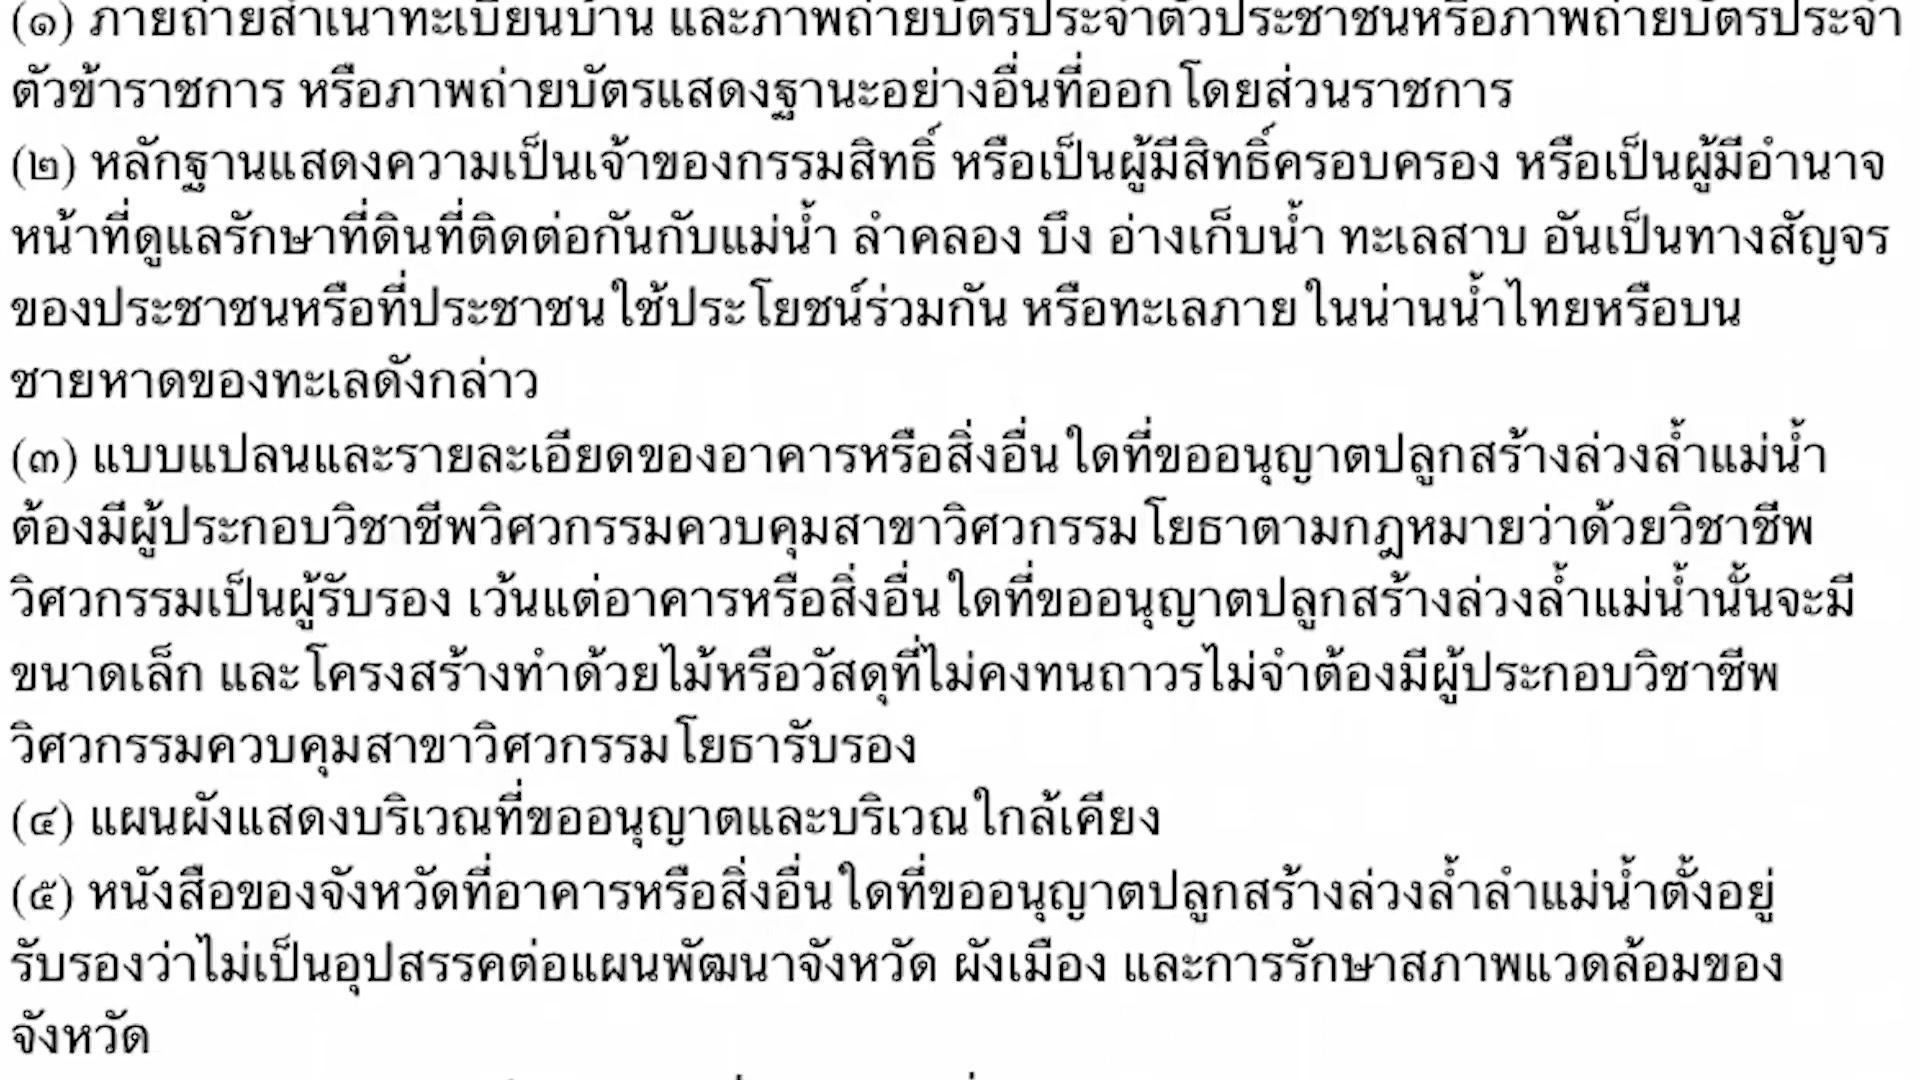 (๑) ภายถ่ายสำเนาทะเบียนบ้าน และภาพถ่ายบัตรประจำตัวประชาชนหรือภาพถ่ายบัตรประจำ
ตัวข้าราชการ หรือภาพถ่ายบัตรแสดงฐานะอย่างอื่นที่ออกโดยส่วนราชการ
(๒) หลักฐานแสดงความเป็นเจ้าของกรรมสิทธิ์ หรือเป็นผู้มีสิทธิ์ครอบครอง หรือเป็นผู้มีอำนาจ
หน้าที่ดูแลรักษาที่ดินที่ติดต่อกันกับแม่น้ำ ลำคลอง บึง อ่างเก็บน้ำ ทะเลสาบ อันเป็นทางสัญจร
ของประชาชนหรือที่ประชาชนใช้ประโยชน์ร่วมกัน หรือทะเลภายในน่านน้ำไทยหรือบน
ชายหาดของทะเลดังกล่าว
(๓) แบบแปลนและรายละเอียดของอาคารหรือสิ่งอื่นใดที่ขออนุญาตปลูกสร้างล่วงล้ำแม่น้ำ
ต้องมีผู้ประกอบวิชาชีพวิศวกรรมควบคุมสาขาวิศวกรรมโยธาตามกฎหมายว่าด้วยวิชาชีพ
วิศวกรรมเป็นผู้รับรอง เว้นแต่อาคารหรือสิ่งอื่นใดที่ขออนุญาตปลูกสร้างล่วงล้ำแม่น้ำนั้นจะมี
ขนาดเล็ก และโครงสร้างทำด้วยไม้หรือวัสดุที่ไม่คงทนถาวรไม่จำต้องมีผู้ประกอบวิชาชีพ
วิศวกรรมควบคุมสาขาวิศวกรรมโยธารับรอง
(๔) แผนผังแสดงบริเวณที่ขออนุญาตและบริเวณใกล้เคียง
(๕) หนังสือของจังหวัดที่อาคารหรือสิ่งอื่นใดที่ขออนุญาตปลูกสร้างล่วงล้ำลำแม่น้ำตั้งอยู่
รับรองว่าไม่เป็นอุปสรรคต่อแผนพัฒนาจังหวัด ผังเมือง และการรักษาสภาพแวดล้อมของ
จังหวัด